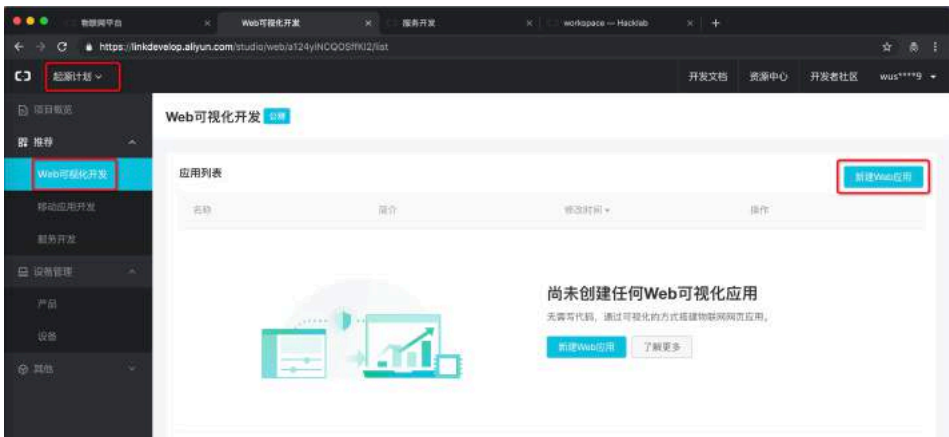 物联网平台
Web可视化开发
服务开发
workspace — Hacklab
https://linkdevelop.aliyun.com/studio/web/a124yINCQOSffKI2/list
起源计划
开发文档 资源中心 开发者社区 wus****9
项目概览
Web可视化开发 公测
推荐
Web可视化开发
应用列表
新建Web应用
移动应用开发
名称 简介 修改时间 操作
服务开发
设备管理
产品
设备
其他
尚未创建任何Web可视化应用
无需写代码，通过可视化的方式搭建物联网网页应用。
新建Web应用 了解更多